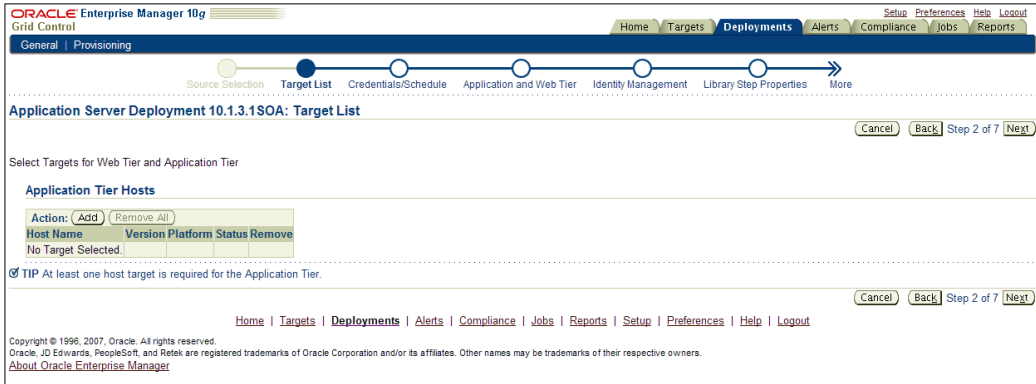 ORACLE Enterprise Manager 10g
Grid Control
Setup Preferences Help Logout
Home Targets Deployments Alerts Compliance Jobs Reports
General | Provisioning
Source Selection Target List Credentials/Schedule Application and Web Tier Identity Management Library Step Properties More
Application Server Deployment 10.1.3.1SOA: Target List
Cancel Back Step 2 of 7 Next
Select Targets for Web Tier and Application Tier
Application Tier Hosts
Action: Add Remove All
Host Name Version Platform Status Remove
No Target Selected.
TIP At least one host target is required for the Application Tier.
Cancel Back Step 2 of 7 Next
Home | Targets | Deployments | Alerts | Compliance | Jobs | Reports | Setup | Preferences | Help | Logout
Copyright © 1996, 2007, Oracle. All rights reserved.
Oracle, JD Edwards, PeopleSoft, and Retek are registered trademarks of Oracle Corporation and/or its affiliates. Other names may be trademarks of their respective owners.
About Oracle Enterprise Manager